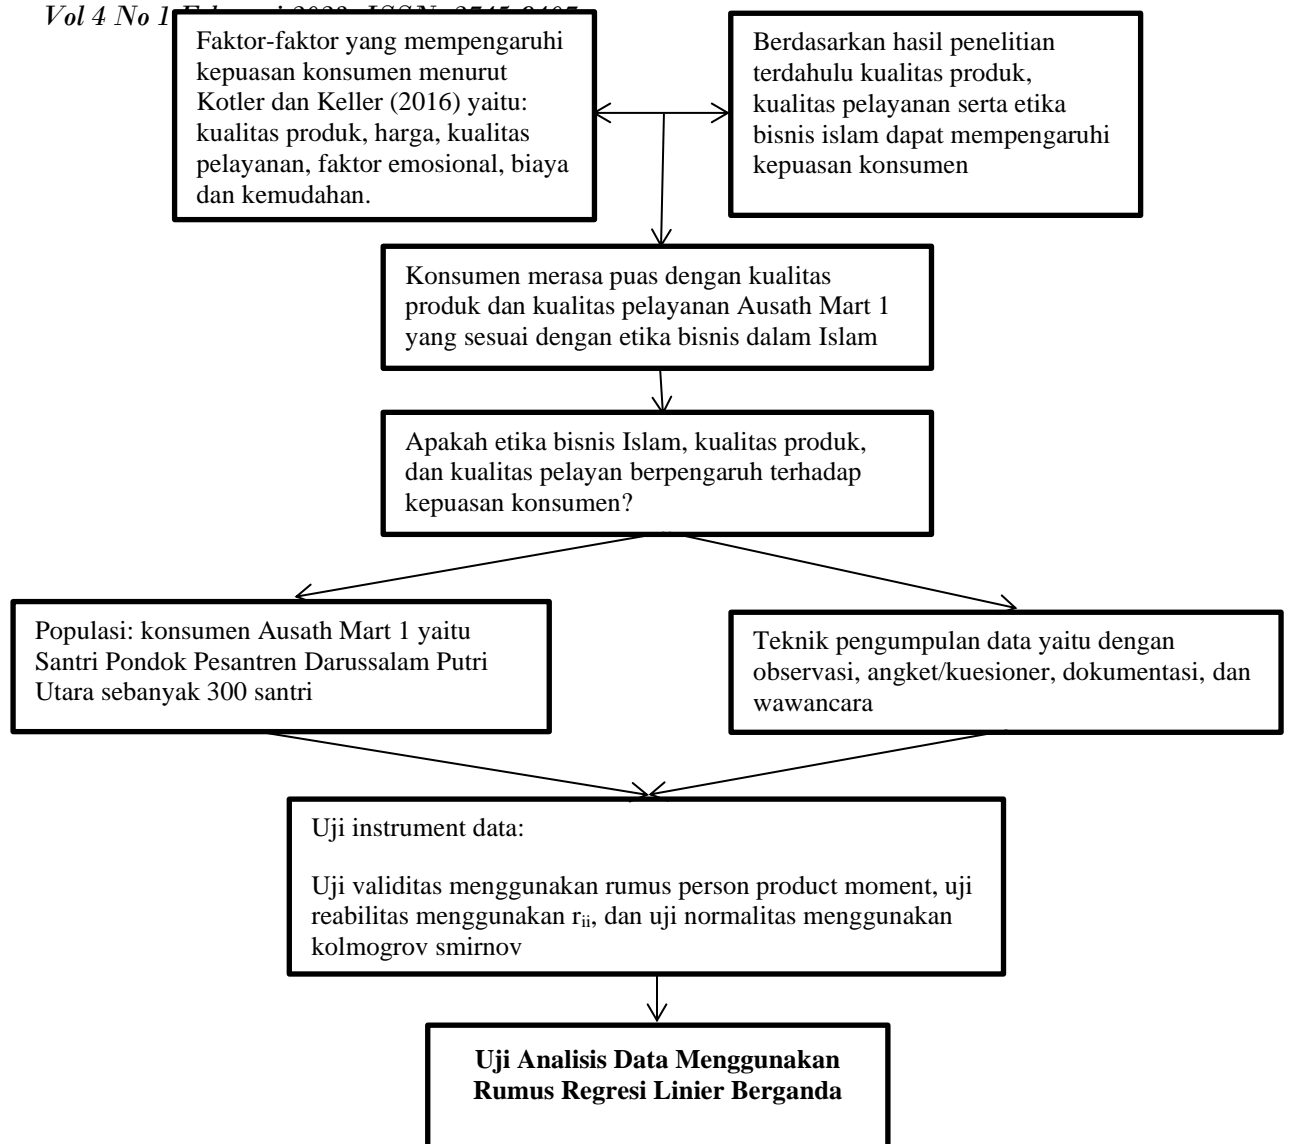 Vol 4 No 1
Faktor-faktor yang mempengaruhi
kepuasan konsumen menurut
Kotler dan Keller (2016) yaitu:
kualitas produk, harga, kualitas
pelayanan, faktor emosional, biaya
dan kemudahan.
Berdasarkan hasil penelitian
terdahulu kualitas produk,
kualitas pelayanan serta etika
bisnis islam dapat mempengaruhi
kepuasan konsumen
Konsumen merasa puas dengan kualitas
produk dan kualitas pelayanan Ausath Mart 1
yang sesuai dengan etika bisnis dalam Islam
Apakah etika bisnis Islam, kualitas produk,
dan kualitas pelayan berpengaruh terhadap
kepuasan konsumen?
Populasi: konsumen Ausath Mart 1 yaitu
Santri Pondok Pesantren Darussalam Putri
Utara sebanyak 300 santri
Teknik pengumpulan data yaitu dengan
observasi, angket/kuesioner, dokumentasi, dan
wawancara
Uji instrument data:
Uji validitas menggunakan rumus person product moment, uji
reabilitas menggunakan rii, dan uji normalitas menggunakan
kolmogrov smirnov
Uji Analisis Data Menggunakan
Rumus Regresi Linier Berganda